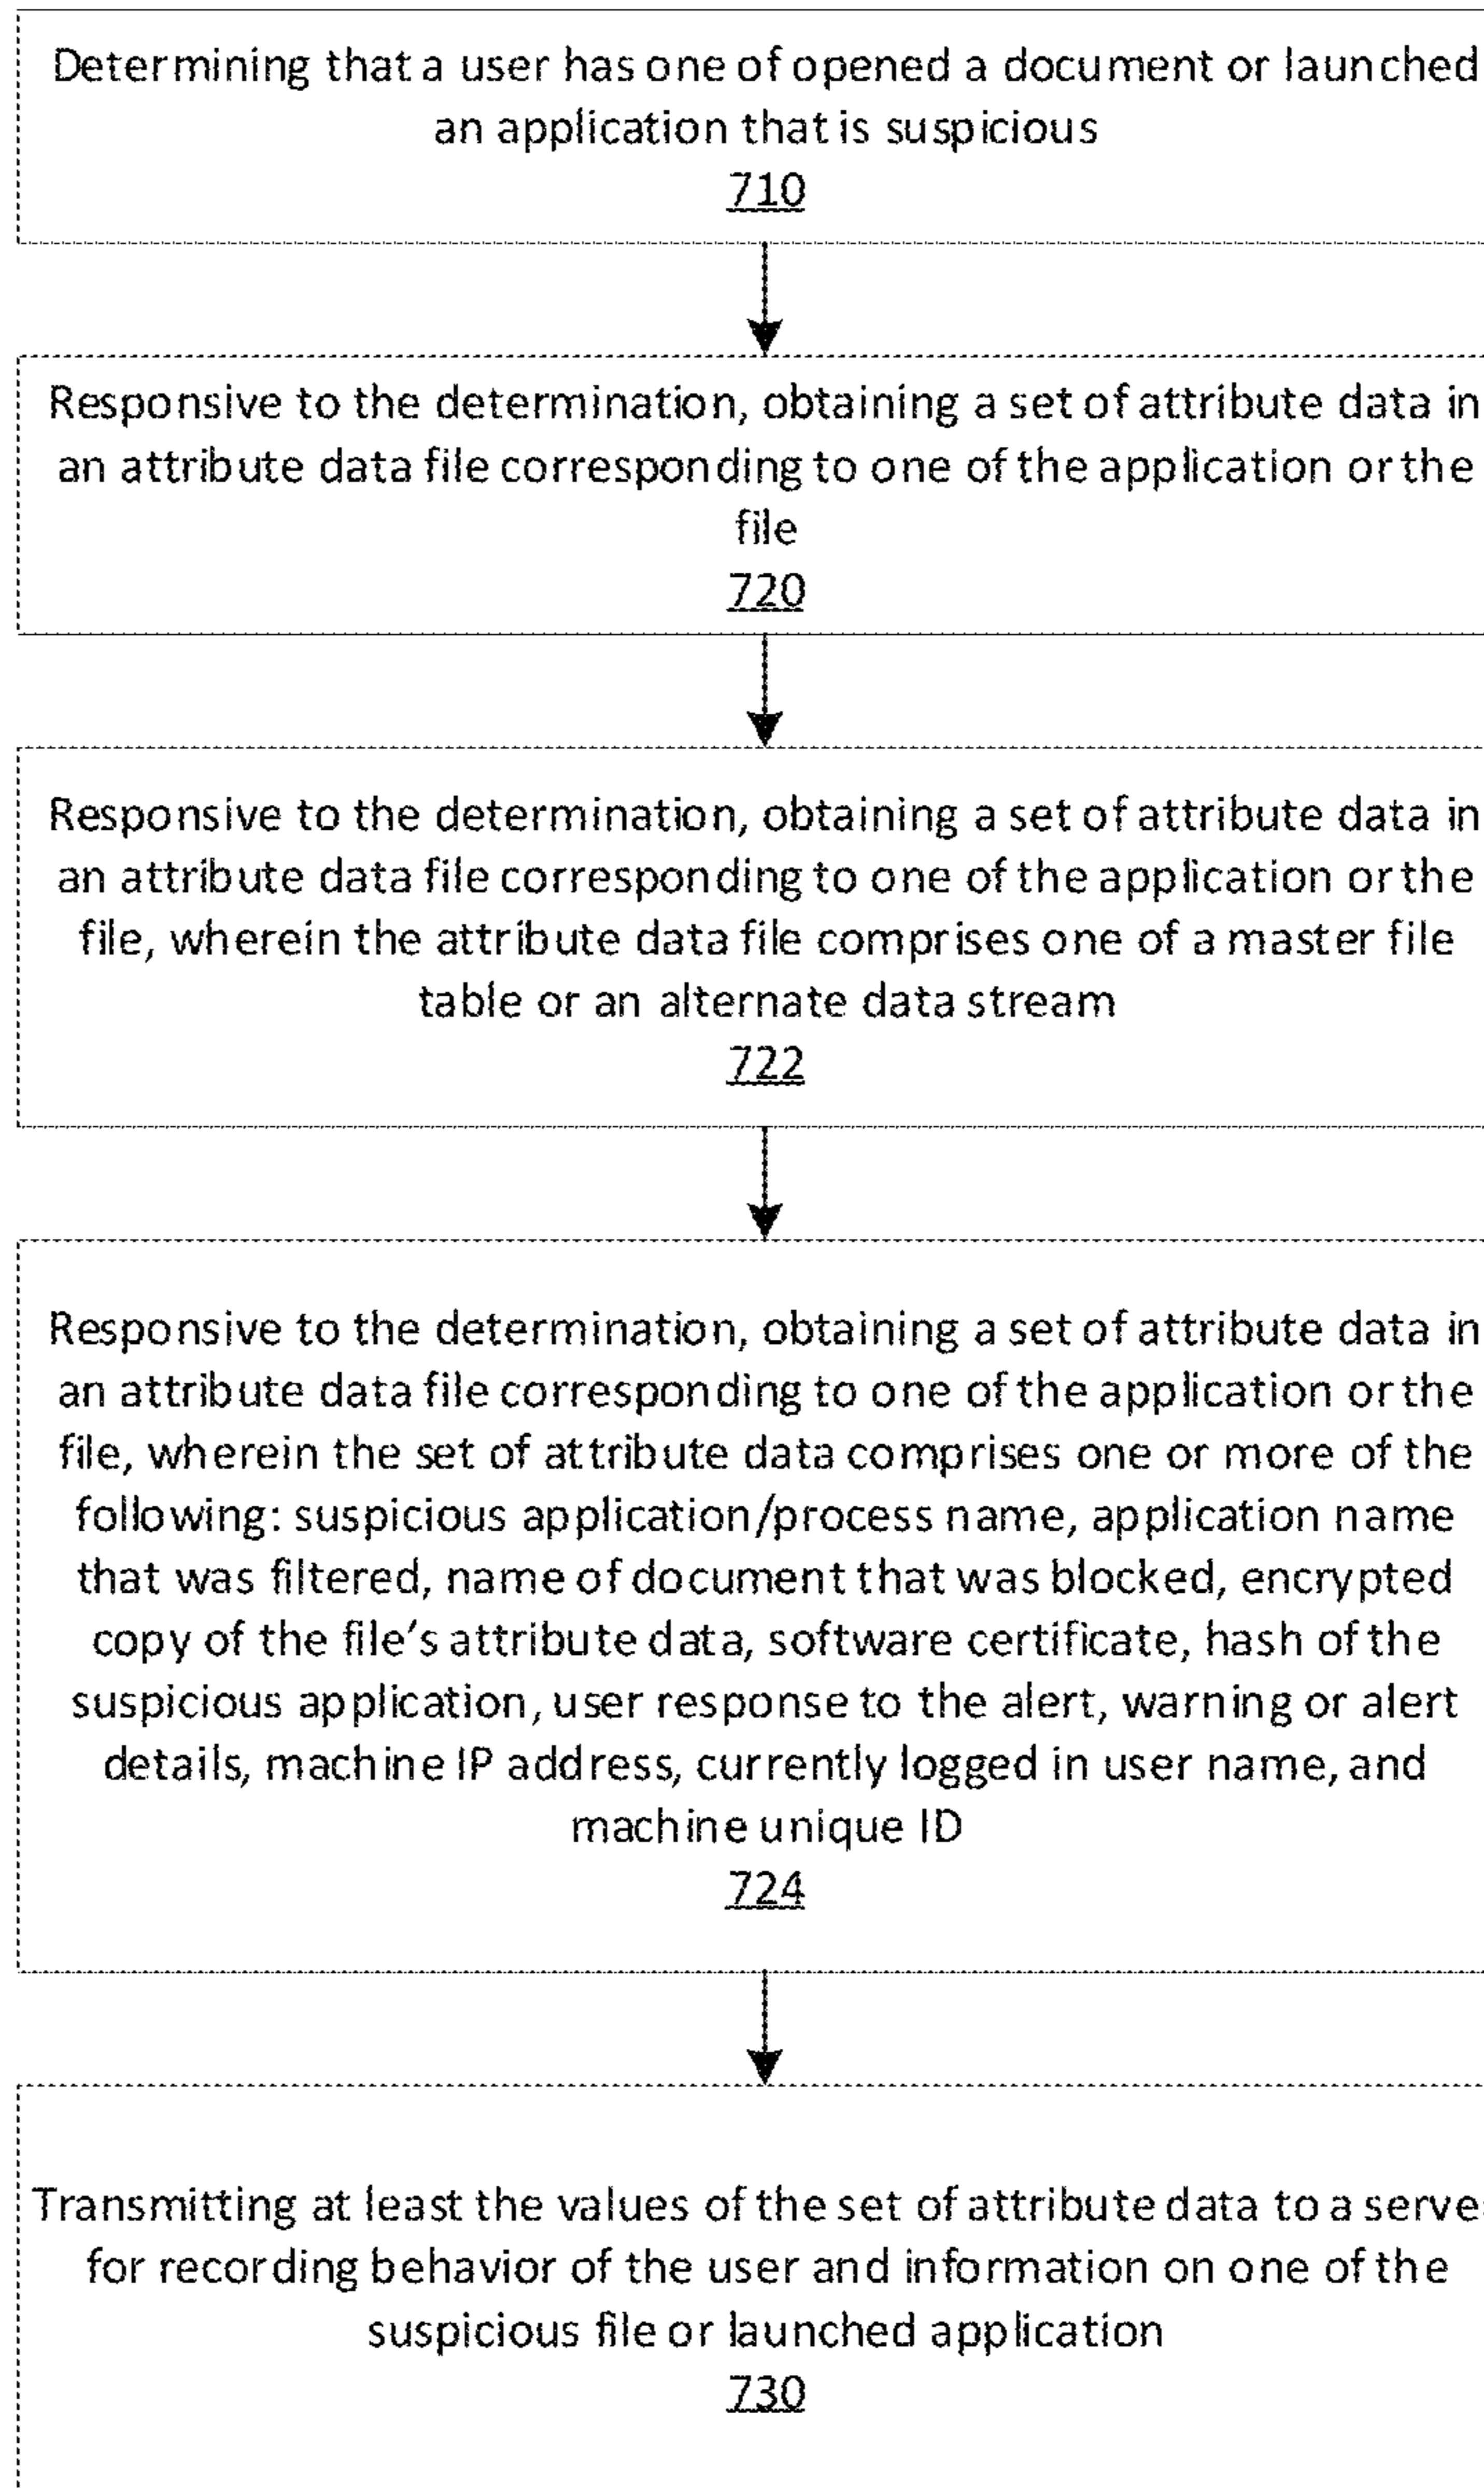 Determining that a user has one of opened a document or launched
an application that is suspicious
710
Responsive to the determination, obtaining a set of attribute data in
an attribute data file corresponding to one of the application or the
file
720
Responsive to the determination, obtaining a set of attribute data in
an attribute data file corresponding to one of the application or the
file, wherein the attribute data file comprises one of a master file
table or an alternate data stream
722
Responsive to the determination, obtaining a set of attribute data in
an attribute data file corresponding to one of the application or the
file, wherein the set of attribute data comprises one or more of the
following: suspicious application/process name, application name
that was filtered, name of document that was blocked, encrypted
copy of the file's attribute data, software certificate, hash of the
suspicious application, user response to the alert, warning or alert
details, machine IP address, currently logged in user name, and
machine unique ID
724
Transmitting at least the values of the set of attribute data to a server
for recording behavior of the user and information on one of the
suspicious file or launched application
730